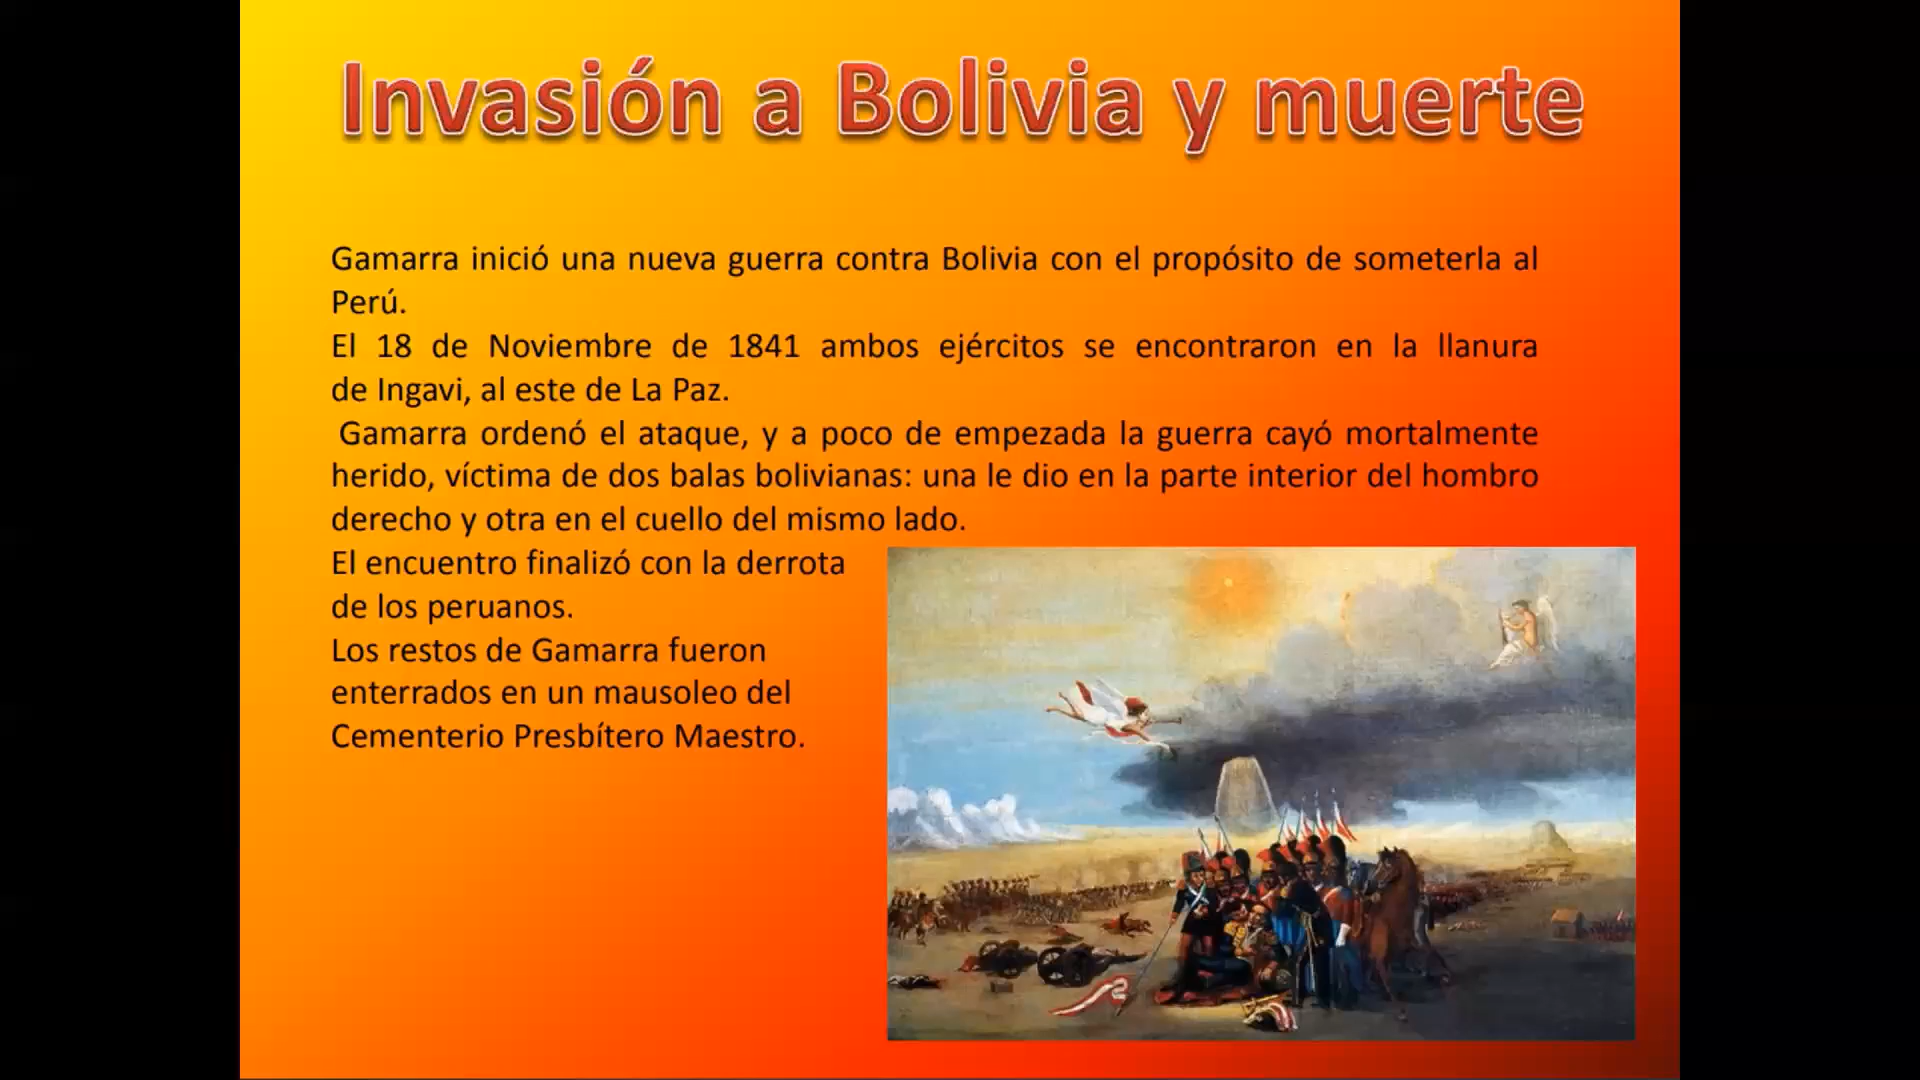 Invasión a Bolivia y muerte
Gamarra inició una nueva guerra contra Bolivia con el propósito de someterla al
Perú.
El 18 de Noviembre de 1841 ambos ejércitos se encontraron en la llanura
de Ingavi, al este de La Paz.
Gamarra ordenó el ataque, y a poco de empezada la guerra cayó mortalmente
herido, víctima de dos balas bolivianas: una le dio en la parte interior del hombro
derecho y otra en el cuello del mismo lado.
El encuentro finalizó con la derrota
de los peruanos.
Los restos de Gamarra fueron
enterrados en un mausoleo del
Cementerio Presbítero Maestro.